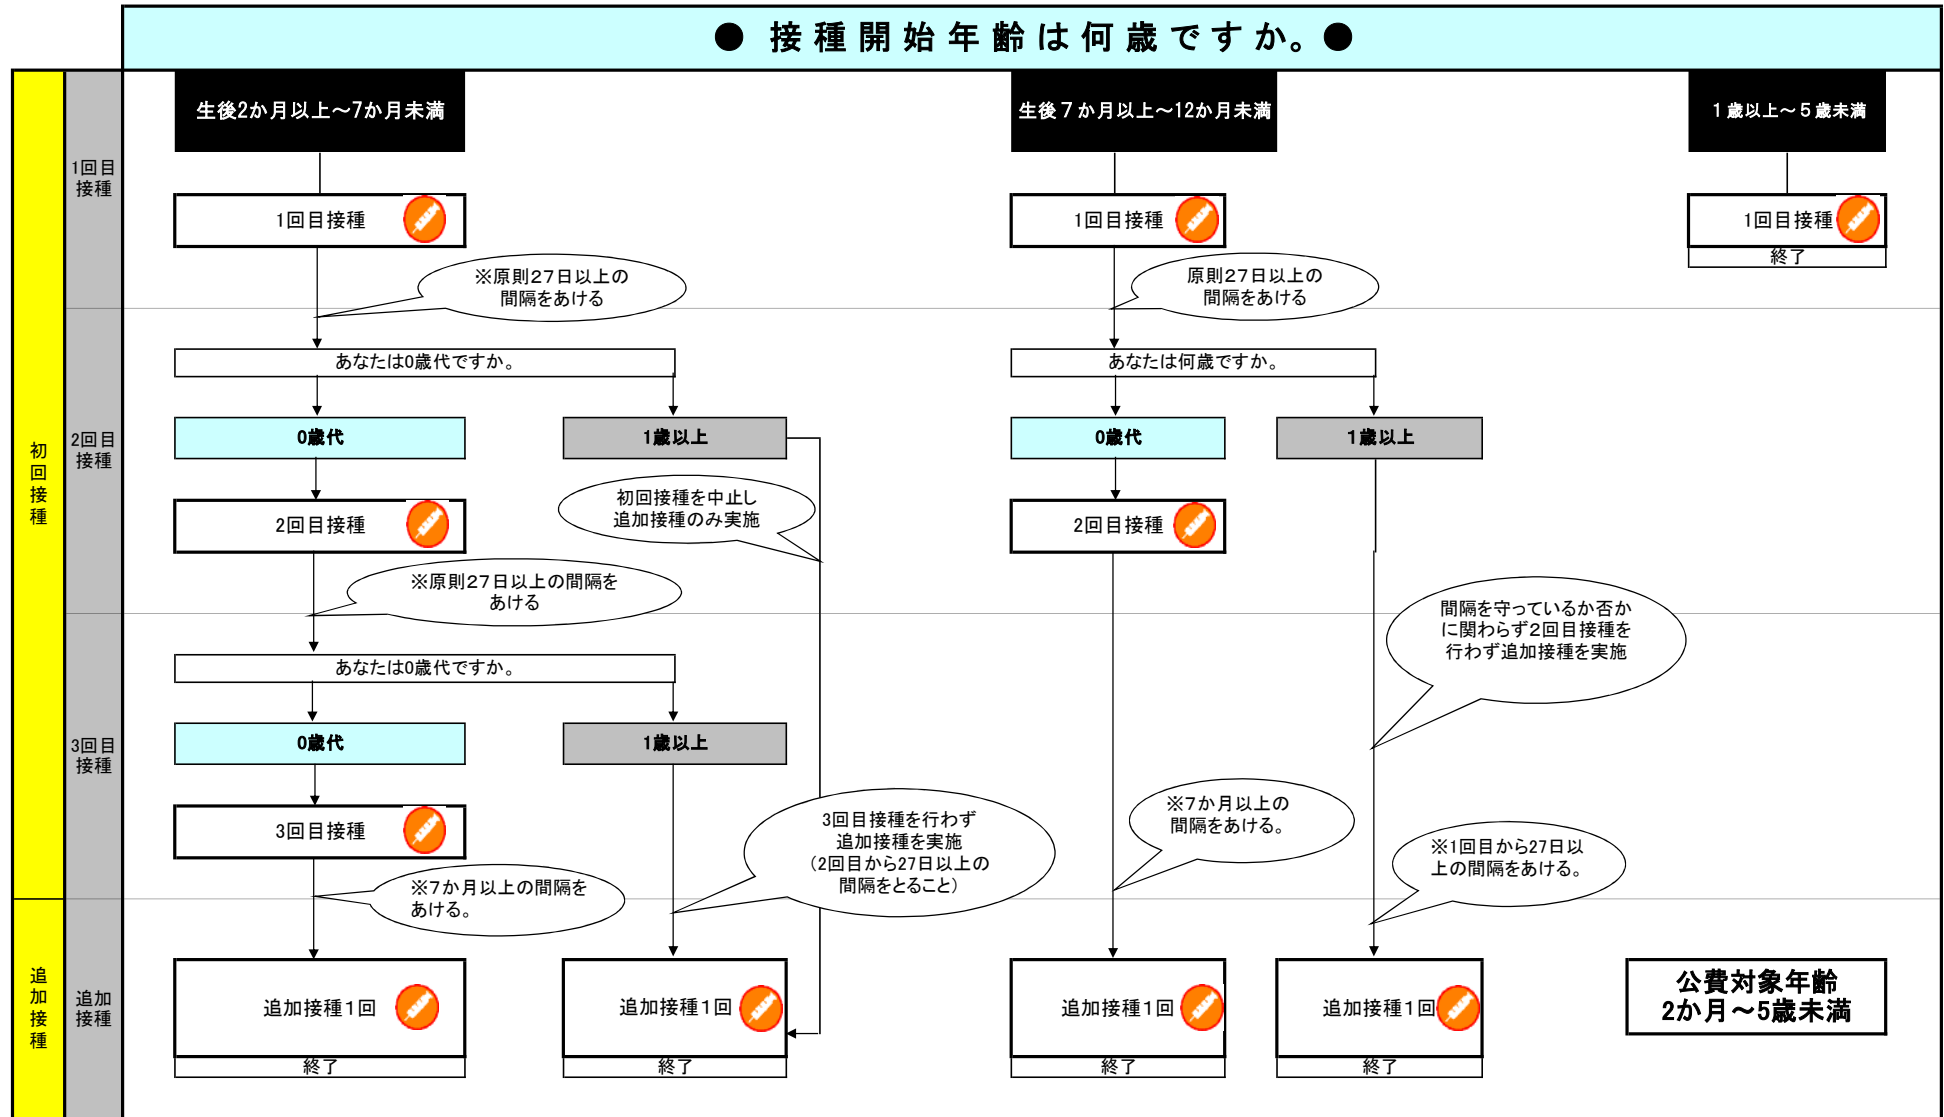 ● 接種開始年齢は何歳ですか。●
生後2か月以上～7か月未満
生後７か月以上～12か月未満
１歳以上～５歳未満
1回目
接種
1回目接種
1回目接種
1回目接種
終了
※原則27日以上の
間隔をあける
原則27日以上の
間隔をあける
初回接種
2回目
接種
あなたは0歳代ですか。
あなたは何歳ですか。
0歳代
1歳以上
0歳代
１歳以上
初回接種を中止し
追加接種のみ実施
2回目接種
2回目接種
※原則27日以上の間隔を
あける
間隔を守っているか否か
に関わらず2回目接種を
行わず追加接種を実施
3回目
接種
あなたは0歳代ですか。
0歳代
1歳以上
3回目接種
3回目接種を行わず
追加接種を実施
（2回目から27日以上の
間隔をとること）
※7か月以上の
間隔をあける。
※1回目から27日以
上の間隔をあける。
※7か月以上の間隔を
あける。
追加接種
追加
接種
追加接種１回
終了
追加接種１回
終了
追加接種１回
終了
追加接種１回
終了
公費対象年齢
2か月～5歳未満